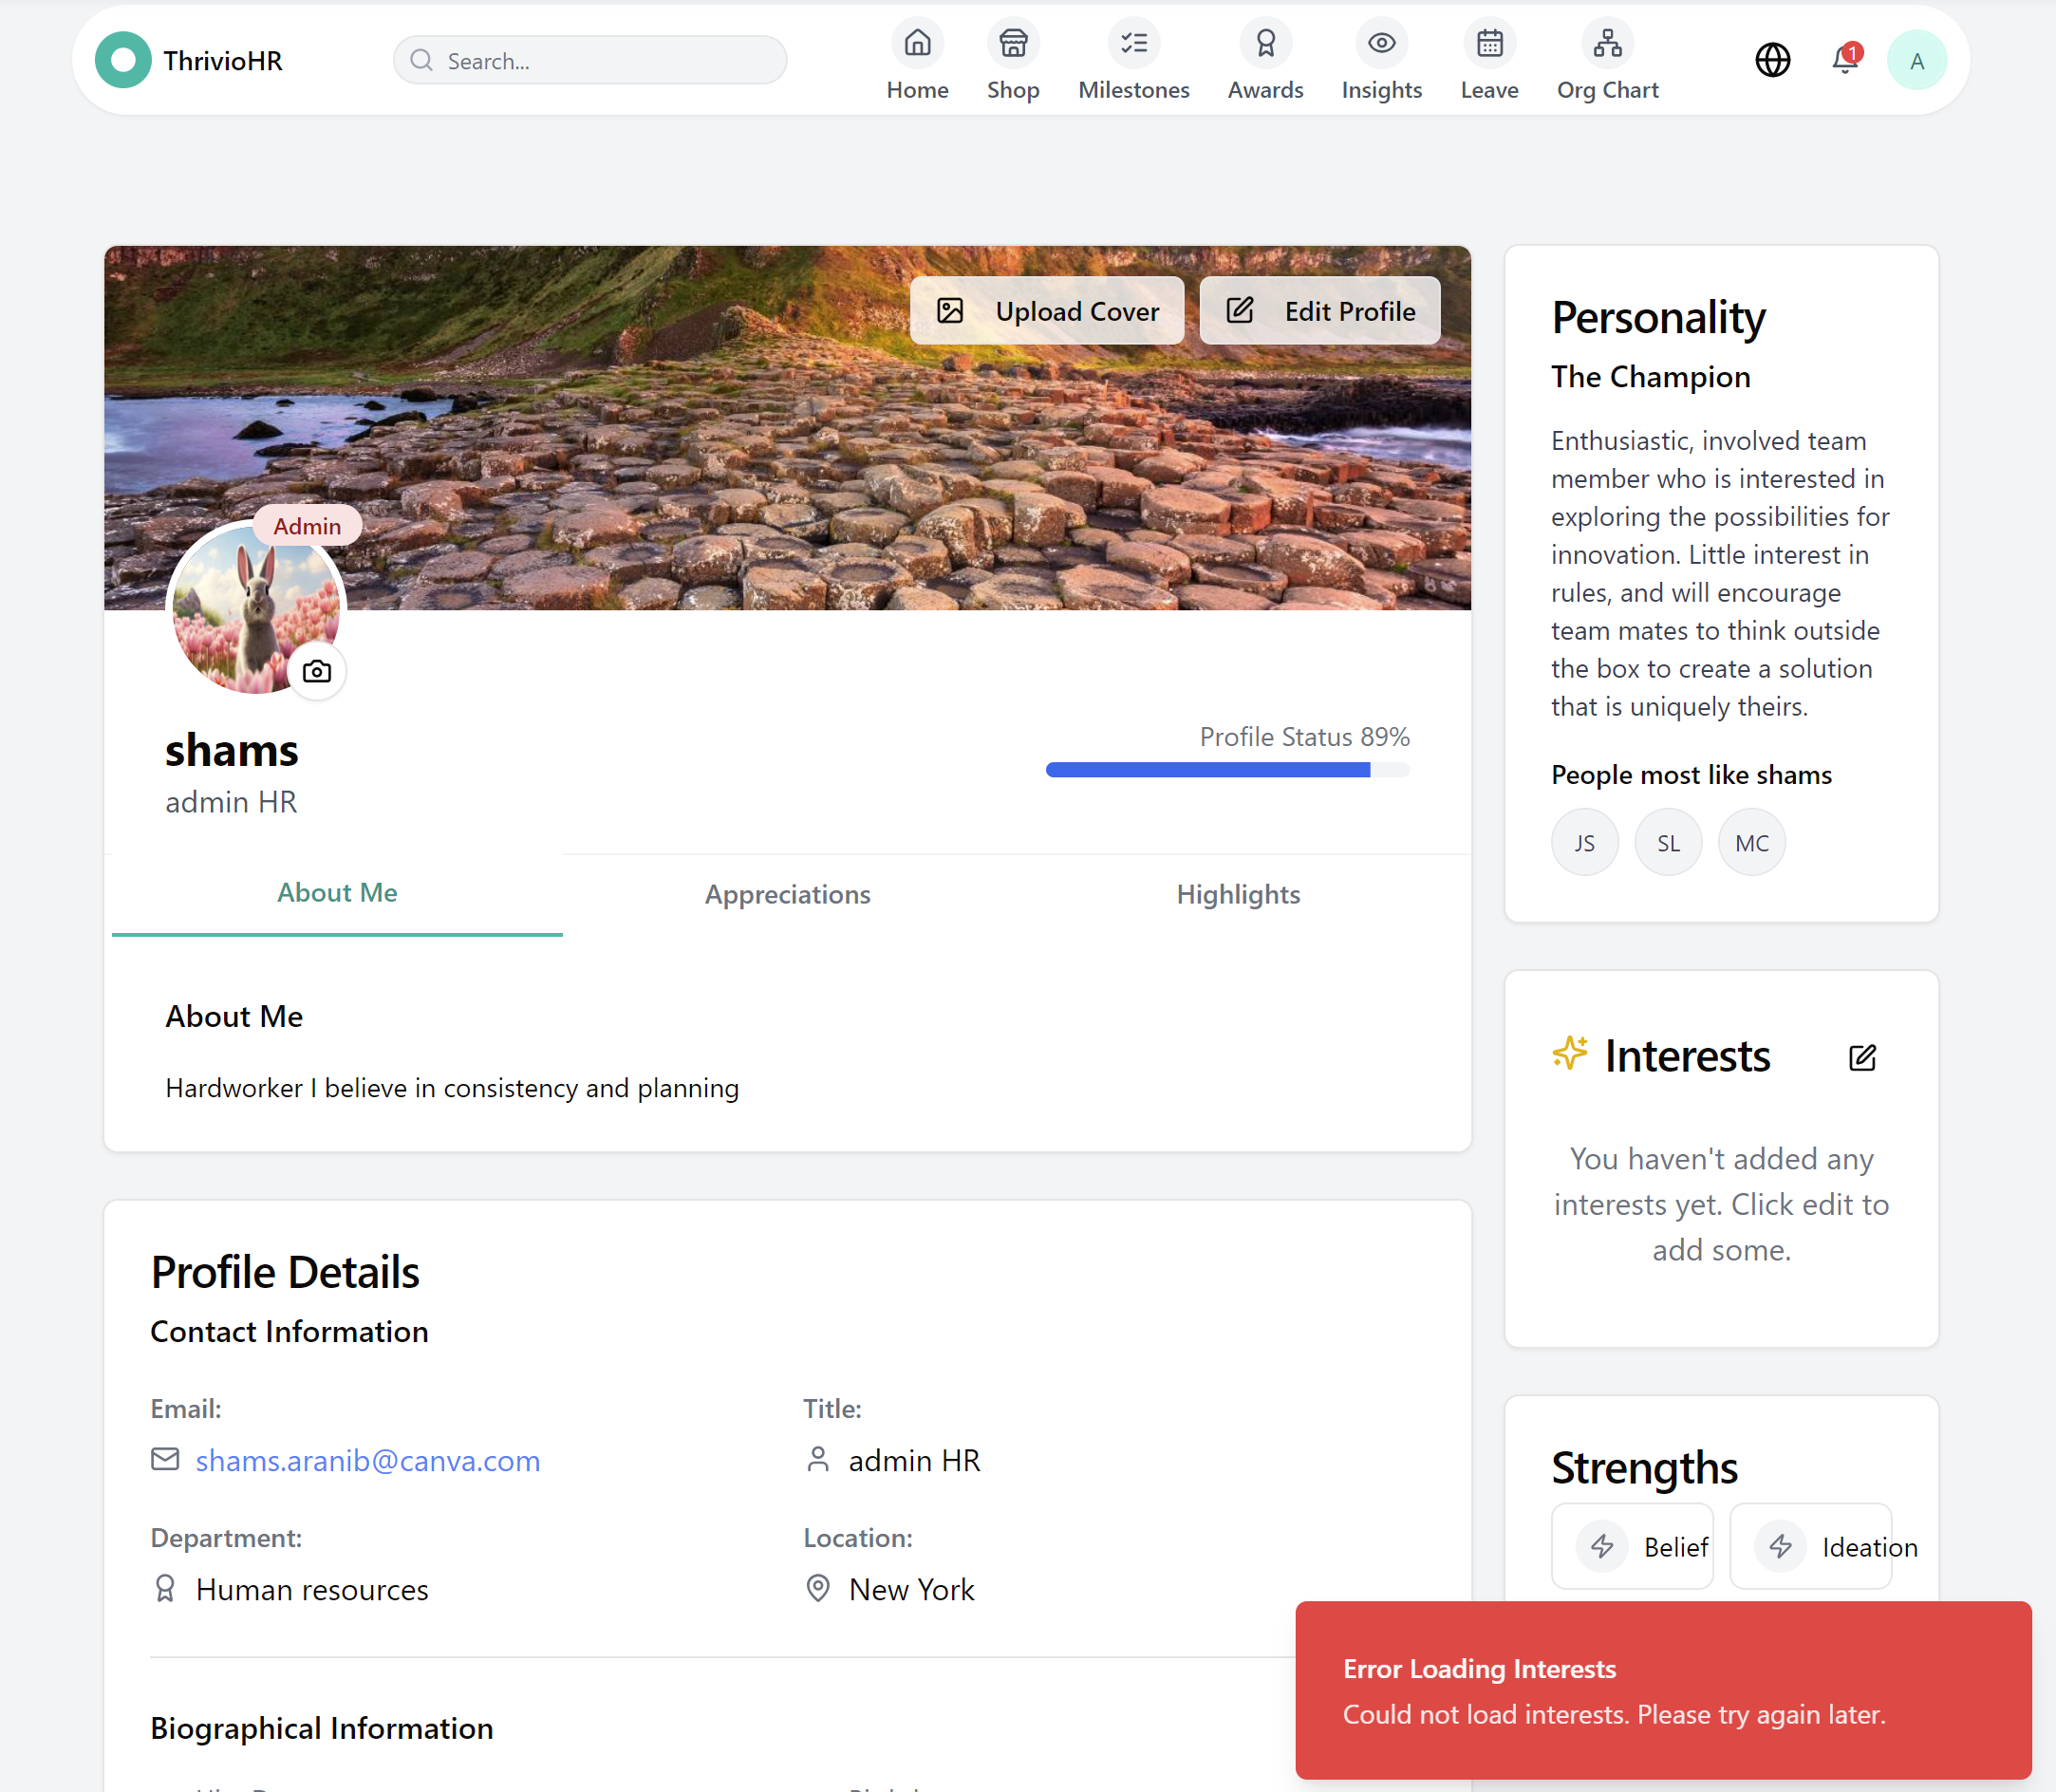 ThrivioHR
Search...
Home
Shop
Milestones
Awards
Insights
Leave
Org Chart
1
A
Upload Cover
Edit Profile
Admin
shams
admin HR
Profile Status 89%
About Me
Appreciations
Highlights
About Me
Hardworker I believe in consistency and planning
Profile Details
Contact Information
Email:
shams.aranib@canva.com
Title:
admin HR
Department:
Human resources
Location:
New York
Biographical Information
Personality
The Champion
Enthusiastic, involved team
member who is interested in
exploring the possibilities for
innovation. Little interest in
rules, and will encourage
team mates to think outside
the box to create a solution
that is uniquely theirs.
People most like shams
JS
SL
MC
Interests
You haven't added any
interests yet. Click edit to
add some.
Strengths
Belief
Ideation
Error Loading Interests
Could not load interests. Please try again later.